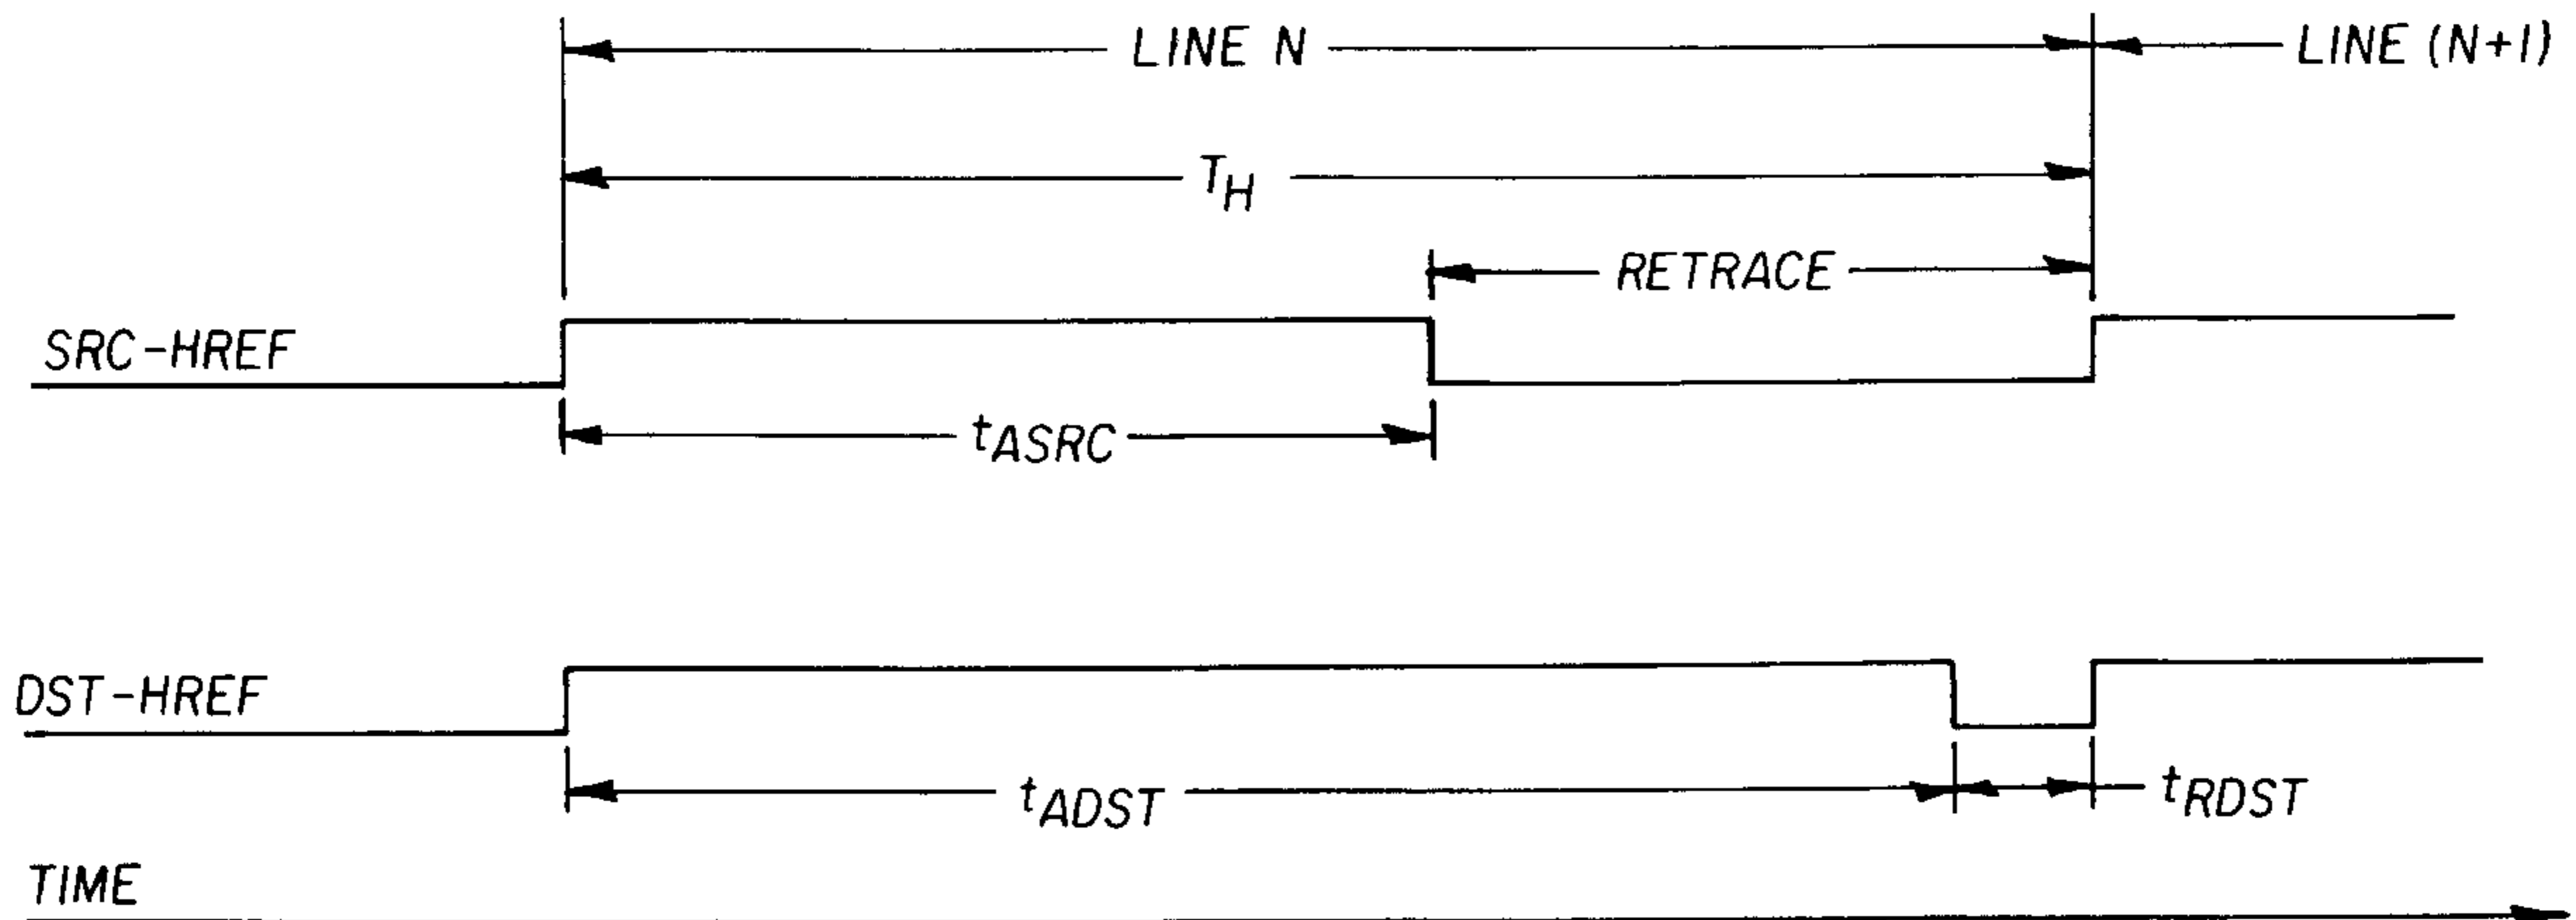 LINE N LINE (N+1)
T_H
RETRACE
SRC-HREF
t_ASRC
DST-HREF
t_ADST t_RDST
TIME